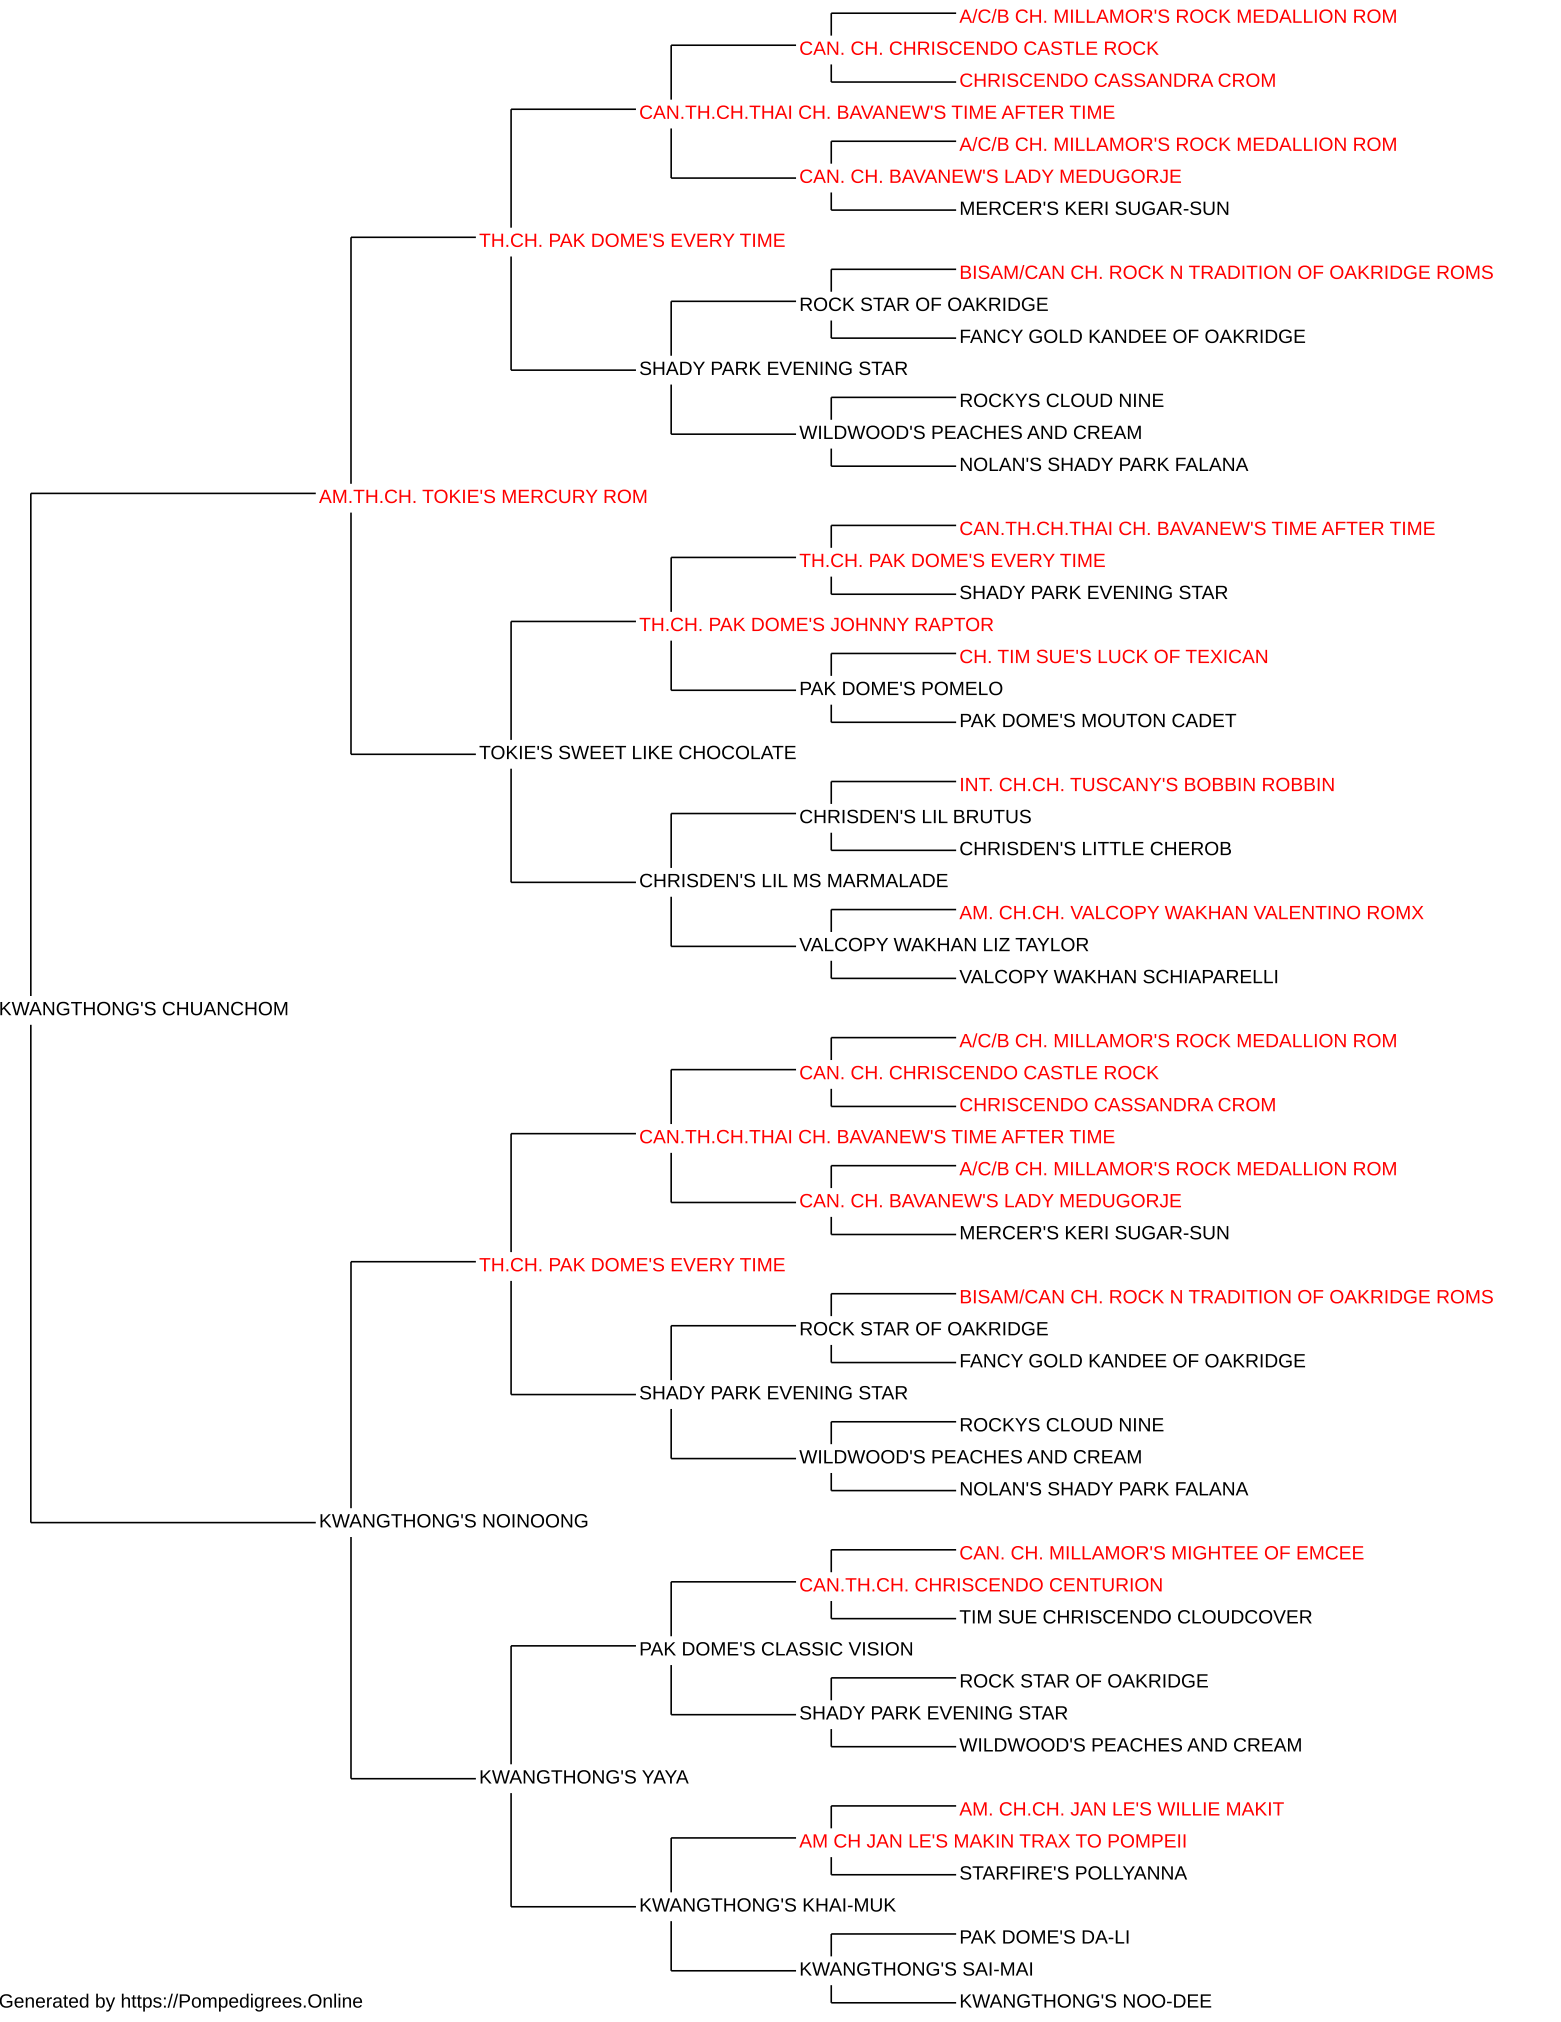 A/C/B CH. MILLAMOR'S ROCK MEDALLION ROM
CAN. CH. CHRISCENDO CASTLE ROCK
CHRISCENDO CASSANDRA CROM
CAN.TH.CH.THAI CH. BAVANEW'S TIME AFTER TIME
A/C/B CH. MILLAMOR'S ROCK MEDALLION ROM
CAN. CH. BAVANEW'S LADY MEDUGORJE
MERCER'S KERI SUGAR-SUN
TH.CH. PAK DOME'S EVERY TIME
BISAM/CAN CH. ROCK N TRADITION OF OAKRIDGE ROMS
ROCK STAR OF OAKRIDGE
FANCY GOLD KANDEE OF OAKRIDGE
SHADY PARK EVENING STAR
ROCKYS CLOUD NINE
WILDWOOD'S PEACHES AND CREAM
NOLAN'S SHADY PARK FALANA
AM.TH.CH. TOKIE'S MERCURY ROM
CAN.TH.CH.THAI CH. BAVANEW'S TIME AFTER TIME
TH.CH. PAK DOME'S EVERY TIME
SHADY PARK EVENING STAR
TH.CH. PAK DOME'S JOHNNY RAPTOR
CH. TIM SUE'S LUCK OF TEXICAN
PAK DOME'S POMELO
PAK DOME'S MOUTON CADET
TOKIE'S SWEET LIKE CHOCOLATE
INT. CH.CH. TUSCANY'S BOBBIN ROBBIN
CHRISDEN'S LIL BRUTUS
CHRISDEN'S LITTLE CHEROB
CHRISDEN'S LIL MS MARMALADE
AM. CH.CH. VALCOPY WAKHAN VALENTINO ROMX
VALCOPY WAKHAN LIZ TAYLOR
VALCOPY WAKHAN SCHIAPARELLI
KWANGTHONG'S CHUANCHOM
A/C/B CH. MILLAMOR'S ROCK MEDALLION ROM
CAN. CH. CHRISCENDO CASTLE ROCK
CHRISCENDO CASSANDRA CROM
CAN.TH.CH.THAI CH. BAVANEW'S TIME AFTER TIME
A/C/B CH. MILLAMOR'S ROCK MEDALLION ROM
CAN. CH. BAVANEW'S LADY MEDUGORJE
MERCER'S KERI SUGAR-SUN
TH.CH. PAK DOME'S EVERY TIME
BISAM/CAN CH. ROCK N TRADITION OF OAKRIDGE ROMS
ROCK STAR OF OAKRIDGE
FANCY GOLD KANDEE OF OAKRIDGE
SHADY PARK EVENING STAR
ROCKYS CLOUD NINE
WILDWOOD'S PEACHES AND CREAM
NOLAN'S SHADY PARK FALANA
KWANGTHONG'S NOINOONG
CAN. CH. MILLAMOR'S MIGHTEE OF EMCEE
CAN.TH.CH. CHRISCENDO CENTURION
TIM SUE CHRISCENDO CLOUDCOVER
PAK DOME'S CLASSIC VISION
ROCK STAR OF OAKRIDGE
SHADY PARK EVENING STAR
WILDWOOD'S PEACHES AND CREAM
KWANGTHONG'S YAYA
AM. CH.CH. JAN LE'S WILLIE MAKIT
AM CH JAN LE'S MAKIN TRAX TO POMPEII
STARFIRE'S POLLYANNA
KWANGTHONG'S KHAI-MUK
PAK DOME'S DA-LI
KWANGTHONG'S SAI-MAI
KWANGTHONG'S NOO-DEE
Generated by https://Pompedigrees.Online